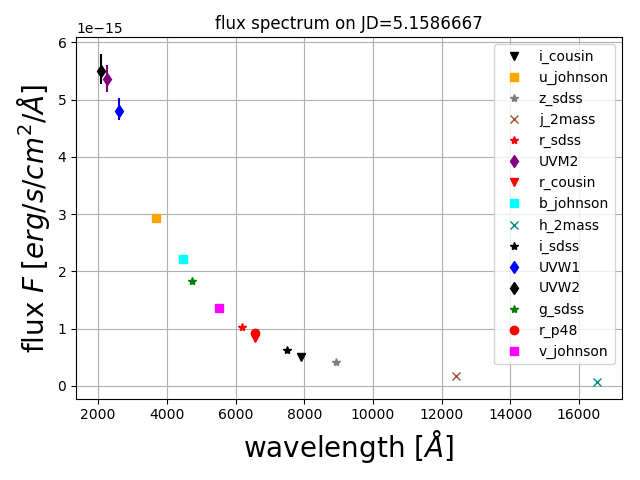 flux spectrum on JD=5.1586667
1e−15
6
5
4
3
2
1
0
flux F [erg/s/cm²/Å]
2000 4000 6000 8000 10000 12000 14000 16000
wavelength [Å]
i_cousin
u_johnson
z_sdss
j_2mass
r_sdss
UVM2
r_cousin
b_johnson
h_2mass
i_sdss
UVW1
UVW2
g_sdss
r_p48
v_johnson